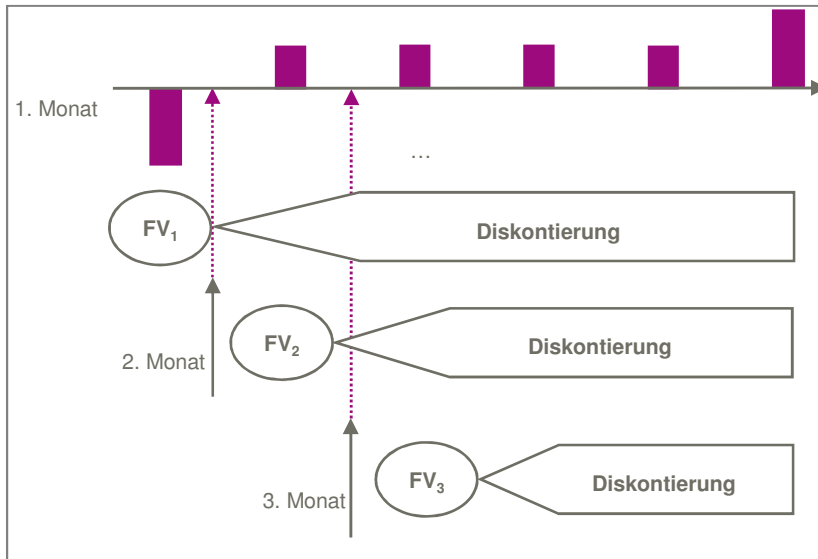 1. Monat
…
FV₁
Diskontierung
2. Monat
FV₂
Diskontierung
3. Monat
FV₃
Diskontierung